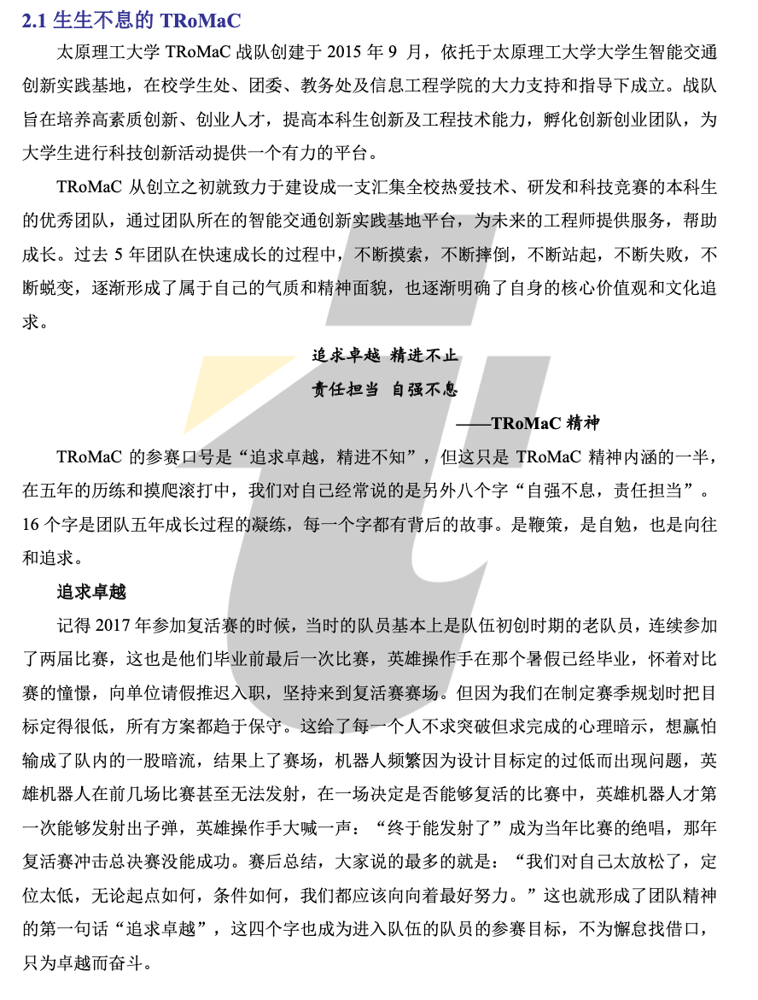 2.1 生生不息的 TRoMaC
太原理工大学 TRoMaC 战队创建于 2015 年 9 月，依托于太原理工大学大学生智能交通
创新实践基地，在校学生处、团委、教务处及信息工程学院的大力支持和指导下成立。战队
旨在培养高素质创新、创业人才，提高本科生创新及工程技术能力，孵化创新创业团队，为
大学生进行科技创新活动提供一个有力的平台。
TRoMaC 从创立之初就致力于建设成一支汇集全校热爱技术、研发和科技竞赛的本科生
的优秀团队，通过团队所在的智能交通创新实践基地平台，为未来的工程师提供服务，帮助
成长。过去 5 年团队在快速成长的过程中，不断摸索，不断摔倒，不断站起，不断失败，不
断蜕变，逐渐形成了属于自己的气质和精神面貌，也逐渐明确了自身的核心价值观和文化追
求。
追求卓越 精进不止
责任担当 自强不息
——TRoMaC 精神
TRoMaC 的参赛口号是“追求卓越，精进不知”，但这只是 TRoMaC 精神内涵的一半，
在五年的历练和摸爬滚打中，我们对自己经常说的是另外八个字“自强不息，责任担当”。
16 个字是团队五年成长过程的凝练，每一个字都有背后的故事。是鞭策，是自勉，也是向往
和追求。
追求卓越
记得 2017 年参加复活赛的时候，当时的队员基本上是队伍初创时期的老队员，连续参加
了两届比赛，这也是他们毕业前最后一次比赛，英雄操作手在那个暑假已经毕业，怀着对比
赛的憧憬，向单位请假推迟入职，坚持来到复活赛赛场。但因为我们在制定赛季规划时把目
标定得很低，所有方案都趋于保守。这给了每一个人不求突破但求完成的心理暗示，想赢怕
输成了队内的一股暗流，结果上了赛场，机器人频繁因为设计目标定的过低而出现问题，英
雄机器人在前几场比赛甚至无法发射，在一场决定是否能够复活的比赛中，英雄机器人才第
一次能够发射出子弹，英雄操作手大喊一声：“终于能发射了”成为当年比赛的绝唱，那年
复活赛冲击总决赛没能成功。赛后总结，大家说的最多的就是：“我们对自己太放松了，定
位太低，无论起点如何，条件如何，我们都应该向向着最好努力。”这也就形成了团队精神
的第一句话“追求卓越”，这四个字也成为进入队伍的队员的参赛目标，不为懈怠找借口，
只为卓越而奋斗。